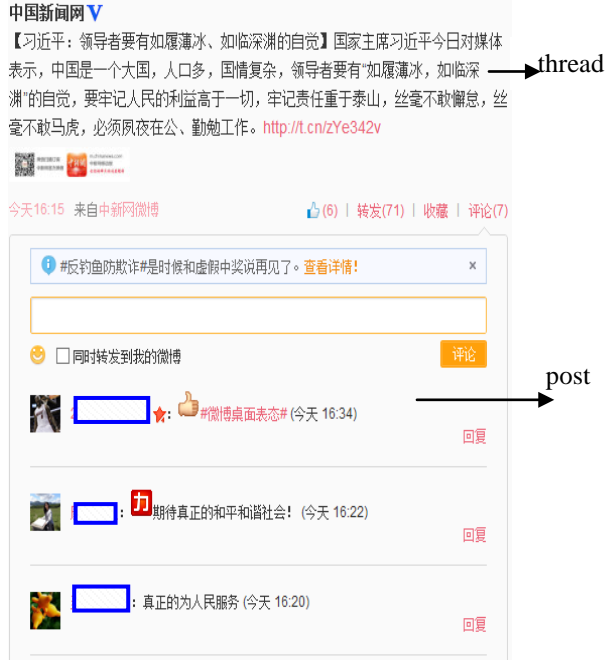 中国新闻网V
【习近平：领导者要有如履薄冰、如临深渊的自觉】国家主席习近平今日对媒体
表示，中国是一个大国，人口多，国情复杂，领导者要有“如履薄冰，如临深
渊”的自觉，要牢记人民的利益高于一切，牢记责任重于泰山，丝毫不敢懈怠，丝
毫不敢马虎，必须夙夜在公、勤勉工作。http://t.cn/zYe342v
thread
今天16:15 来自中新网微博
(6) | 转发(71) | 收藏 | 评论(7)
#反钓鱼防欺诈#是时候和虚假中奖说再见了。查看详情！ ×
同时转发到我的微博
评论
post
：#微博桌面表态# (今天 16:34)
回复
：力期待真正的和平和谐社会！ (今天 16:22)
回复
：真正的为人民服务 (今天 16:20)
回复